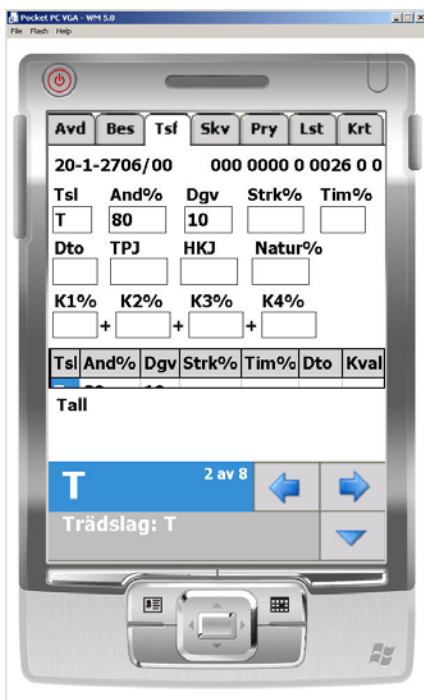 Pocket PC VGA - WM 5.0
File Flash Help
Avd Bes Tsf Skv Pry Lst Krt
20-1-2706/00 000 0000 0 0026 0 0
Tsl And% Dgv Strk% Tim%
T 80 10
Dto TPJ HKJ Natur%
K1% K2% K3% K4%
+ + +
Tsl And% Dgv Strk% Tim% Dto Kval
Tall
T 2 av 8
Trädslag: T